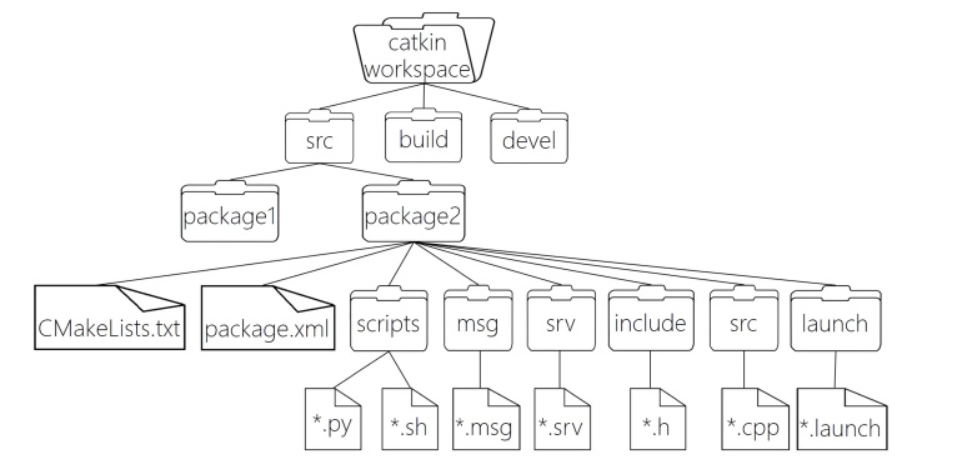 catkin
workspace
src
build
devel
package1
package2
CMakeLists.txt
package.xml
scripts
msg
srv
include
src
launch
*.py
*.sh
*.msg
*.srv
*.h
*.cpp
*.launch